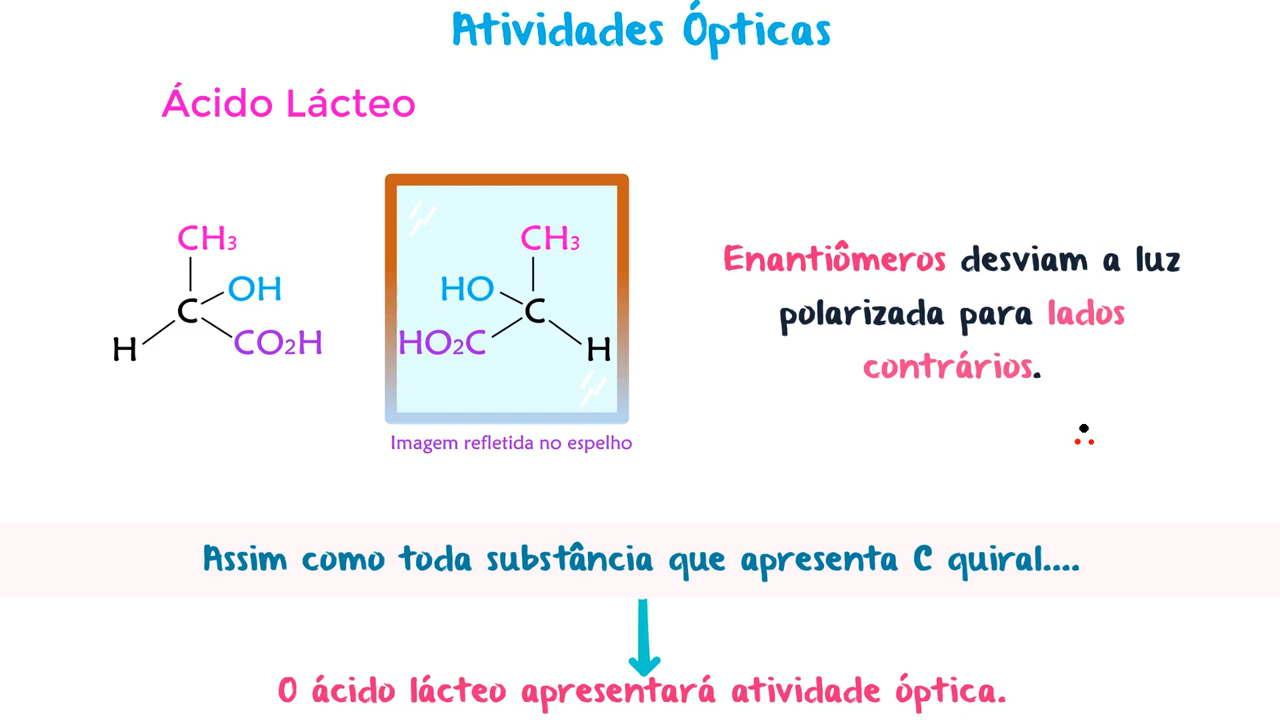 Atividades Ópticas
Ácido Lácteo
CH₃
OH
C
H
CO₂H
CH₃
HO
C
HO₂C
H
Imagem refletida no espelho
Enantiômeros desviam a luz
polarizada para lados
contrários.
Assim como toda substância que apresenta C quiral....
O ácido lácteo apresentará atividade óptica.